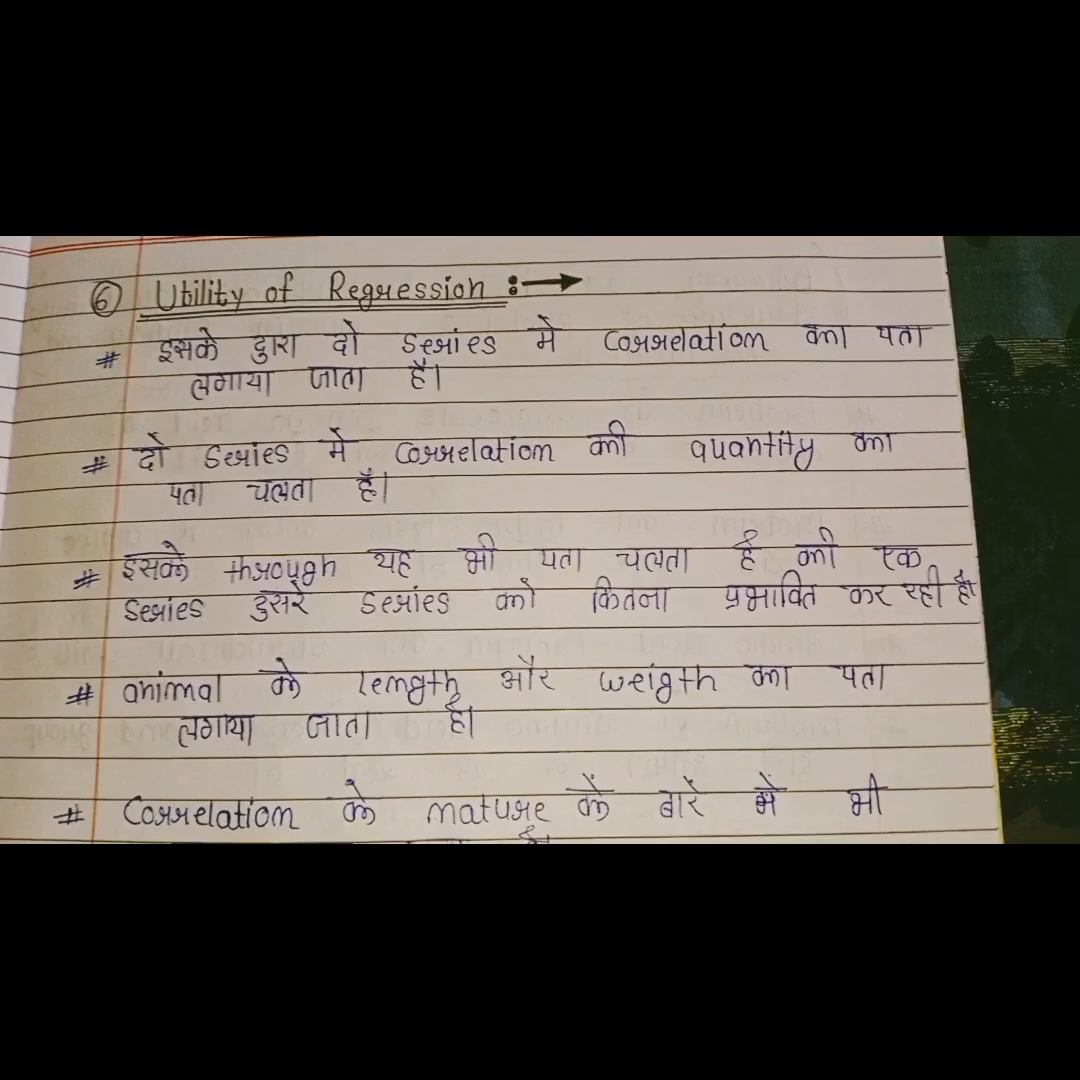 ⑥ Utility of Regression :→
# इसके द्वारा दो series मे correlation का पता
लगाया जाता है।
# दो series मे correlation की quantity का
पता चलता है।
# इसके through यह भी पता चलता है की एक
series दुसरे series को कितना प्रभावित कर रही है।
# animal के length और weigth का पता
लगाया जाता है।
# Correlation के nature के बारें में भी